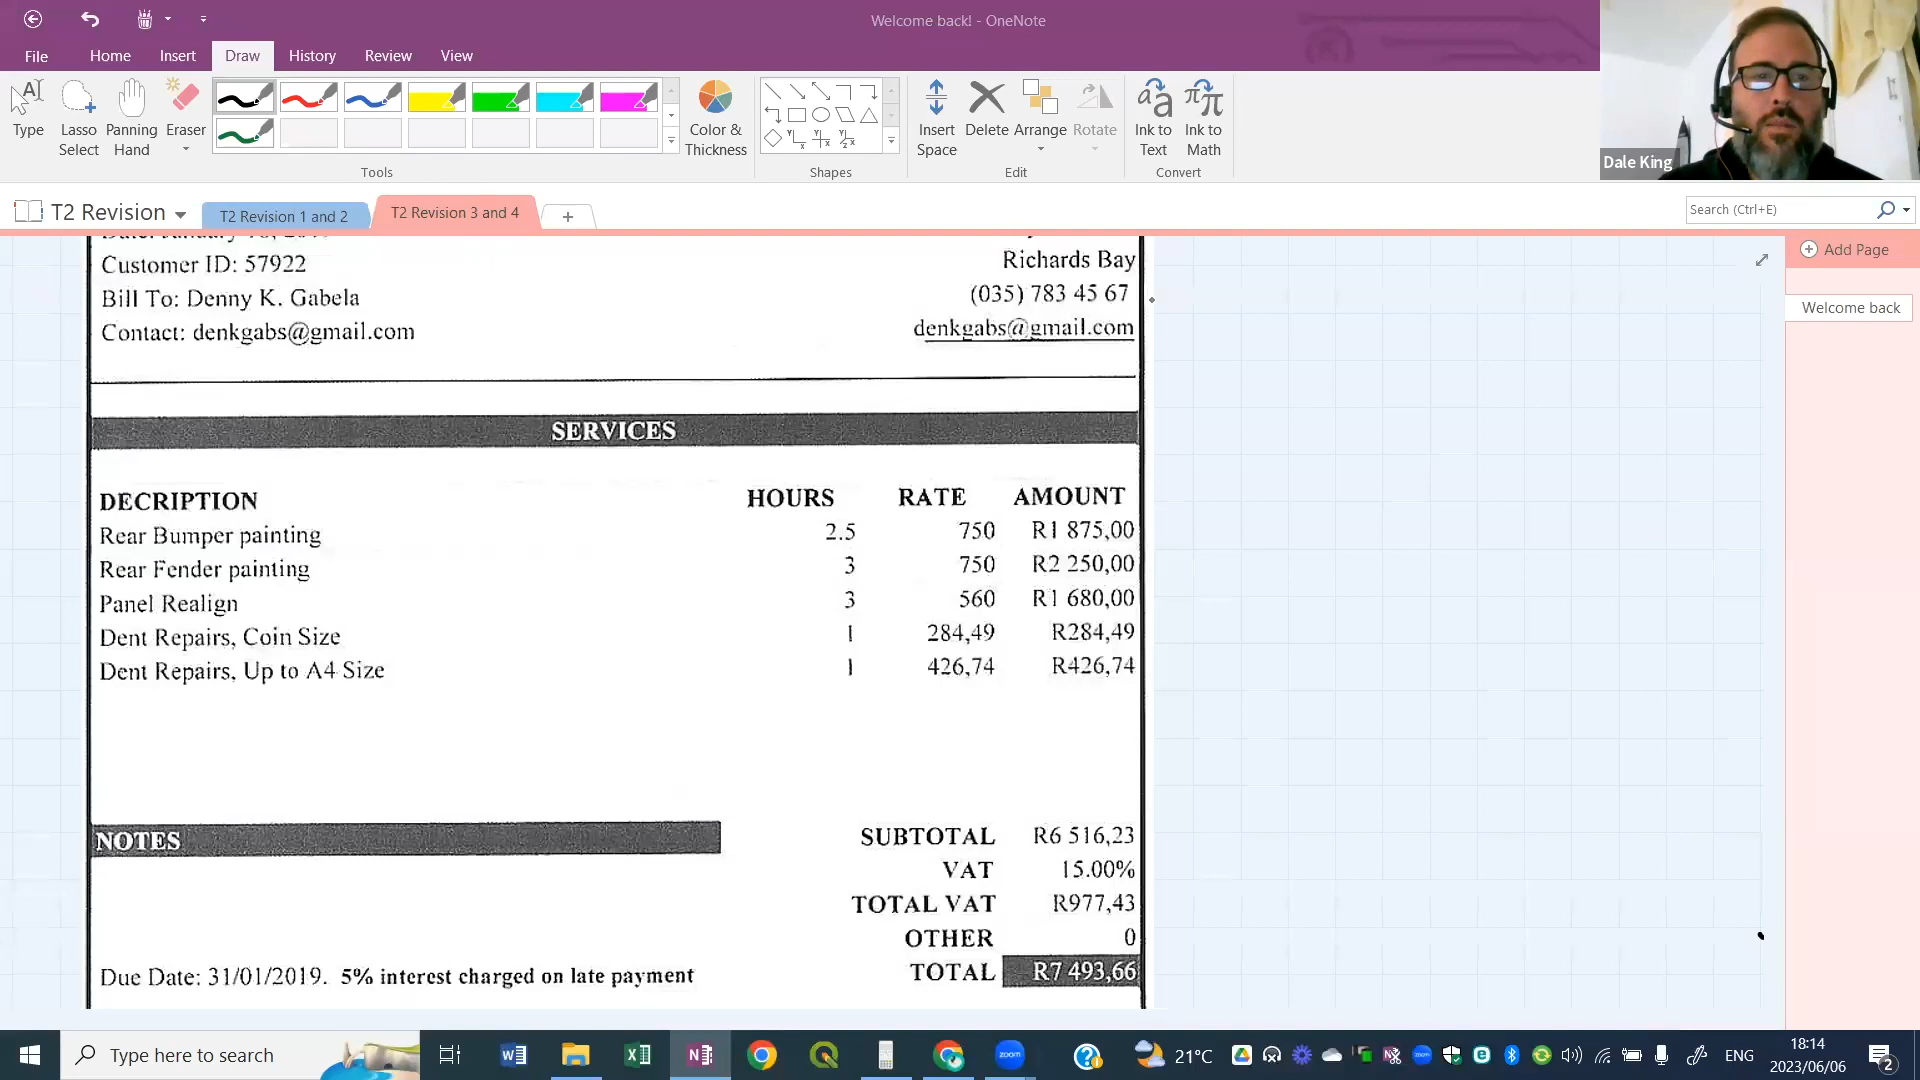 Welcome back! - OneNote
File Home Insert Draw History Review View
Type
Lasso Select
Panning Hand
Eraser
Color & Thickness
Insert Space
Delete
Arrange
Rotate
Ink to Text
Ink to Math
Tools
Shapes
Edit
Convert
Dale King
T2 Revision
T2 Revision 1 and 2
T2 Revision 3 and 4
Search (Ctrl+E)
Add Page
Welcome back
Richards Bay
Customer ID: 57922
(035) 783 45 67
Bill To: Denny K. Gabela
denkgabs@gmail.com
Contact: denkgabs@gmail.com
SERVICES
DECRIPTION HOURS RATE AMOUNT
Rear Bumper painting 2.5 750 R1 875,00
Rear Fender painting 3 750 R2 250,00
Panel Realign 3 560 R1 680,00
Dent Repairs, Coin Size 1 284,49 R284,49
Dent Repairs, Up to A4 Size 1 426,74 R426,74
NOTES
SUBTOTAL R6 516,23
VAT 15.00%
TOTAL VAT R977,43
OTHER 0
TOTAL R7 493,66
Due Date: 31/01/2019. 5% interest charged on late payment
Type here to search
zoom
21°C
ENG
18:14
2023/06/06
2